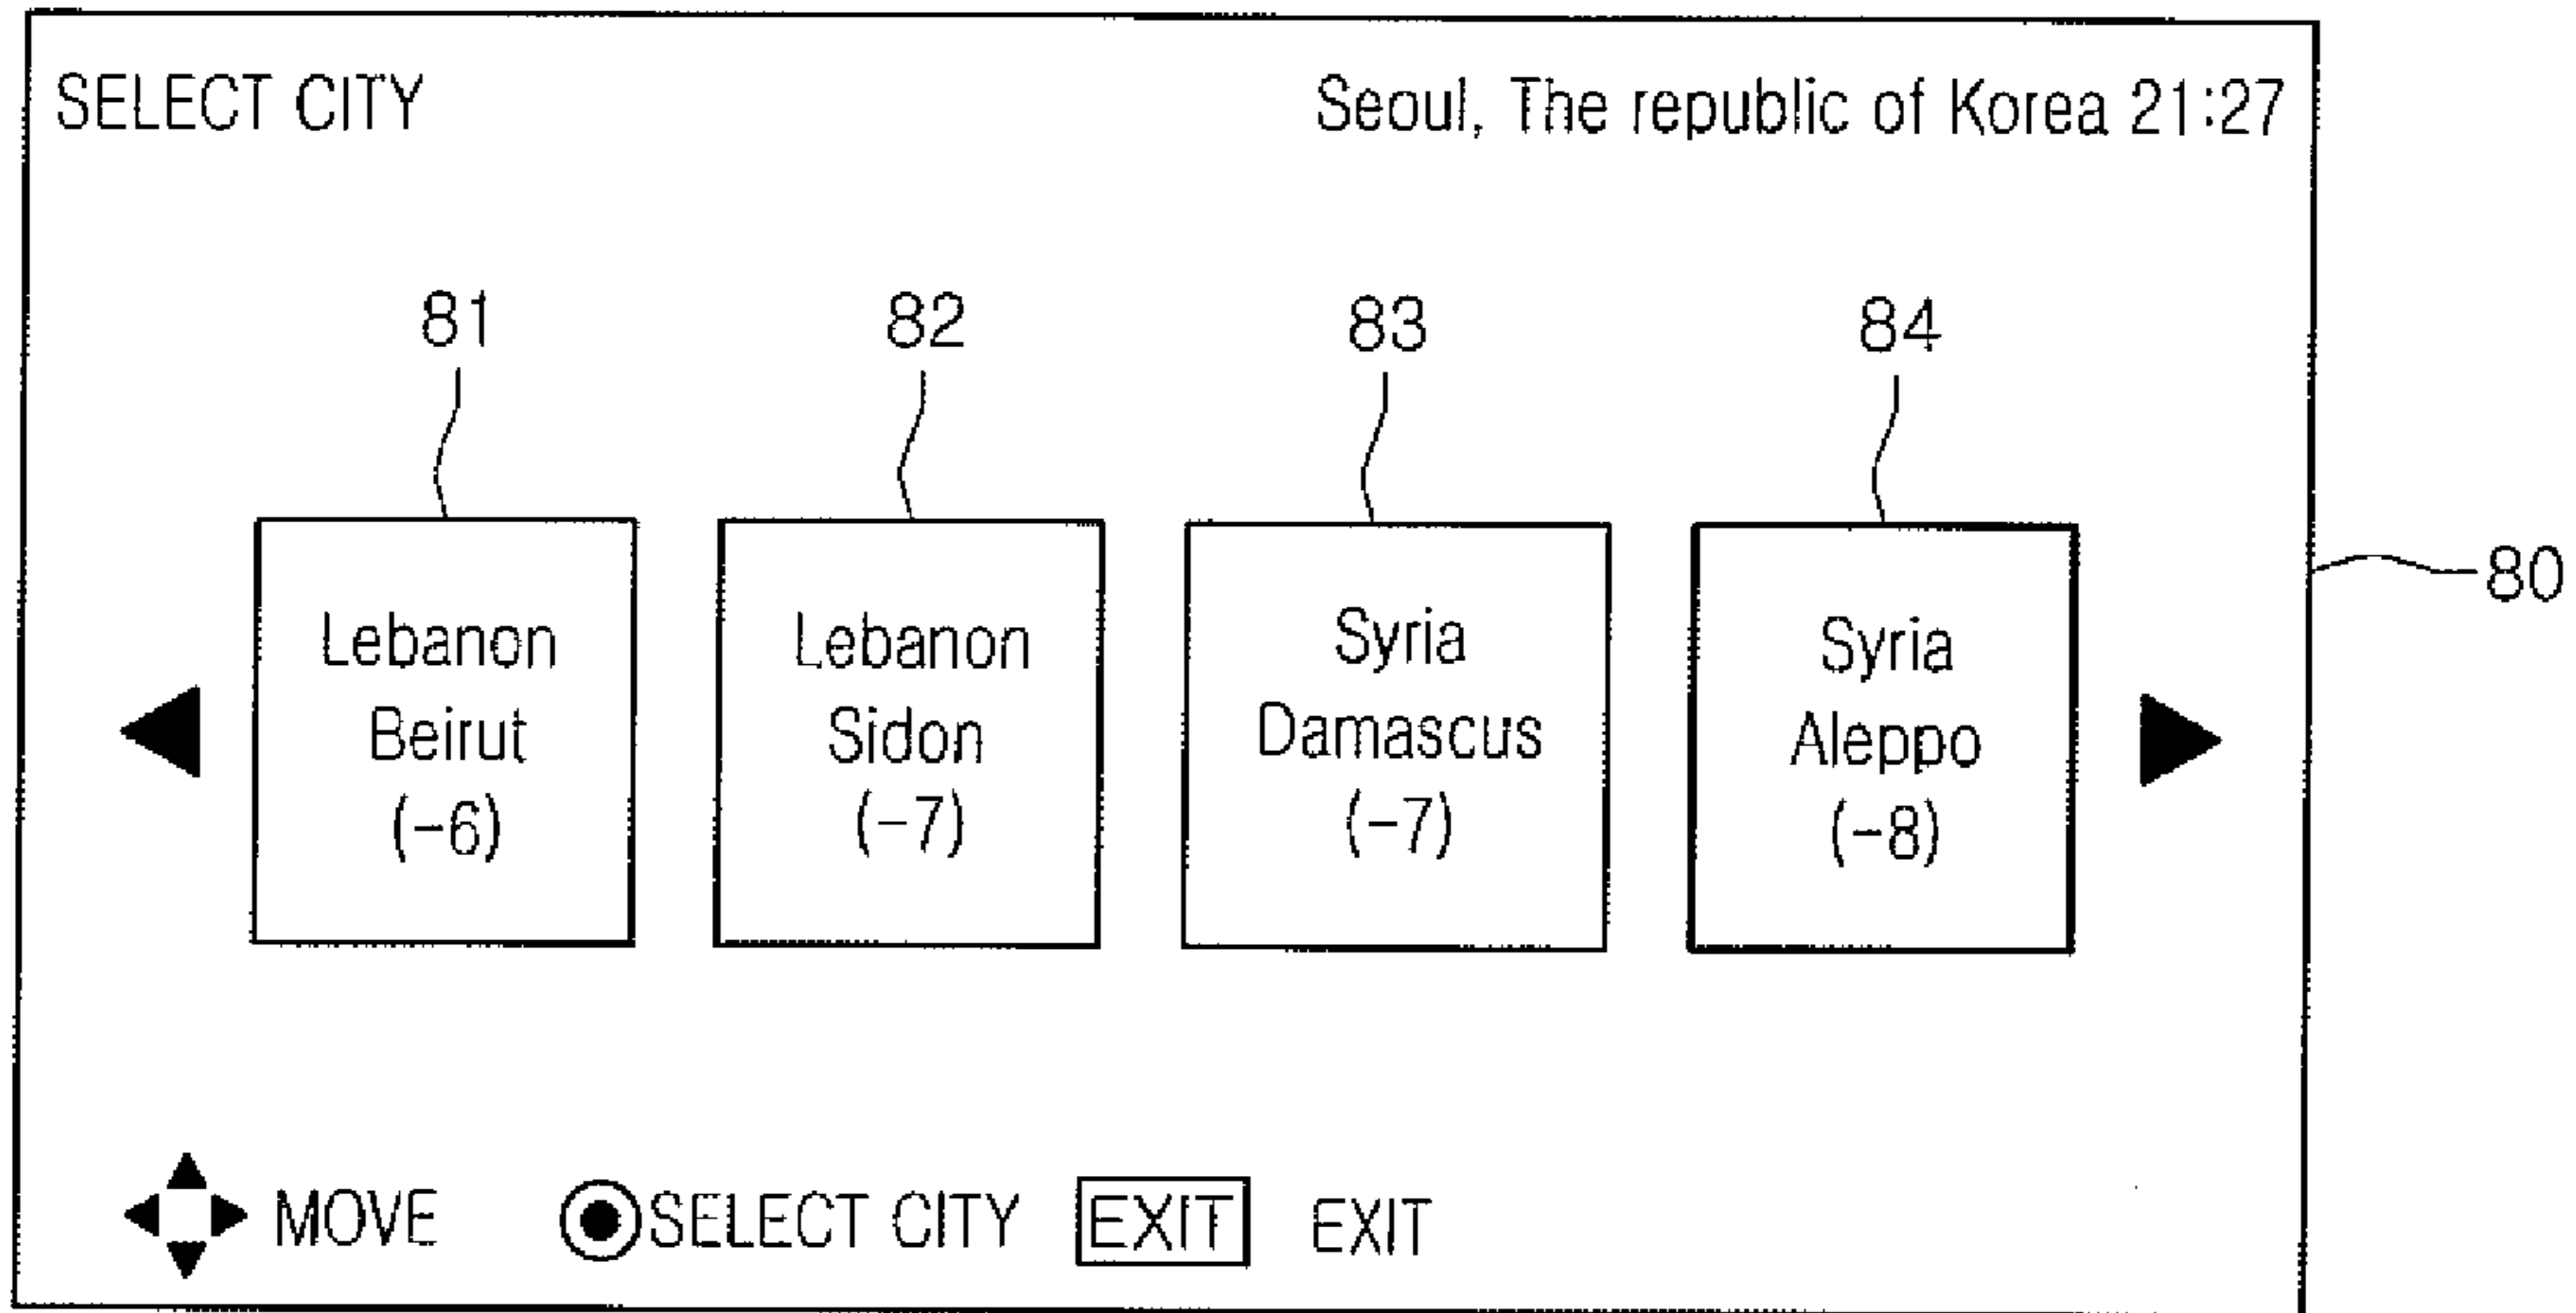 SELECT CITY
Seoul, The republic of Korea 21:27
81
82
83
84
80
Lebanon
Beirut
(-6)
Lebanon
Sidon
(-7)
Syria
Damascus
(-7)
Syria
Aleppo
(-8)
MOVE
SELECT CITY
EXIT
EXIT